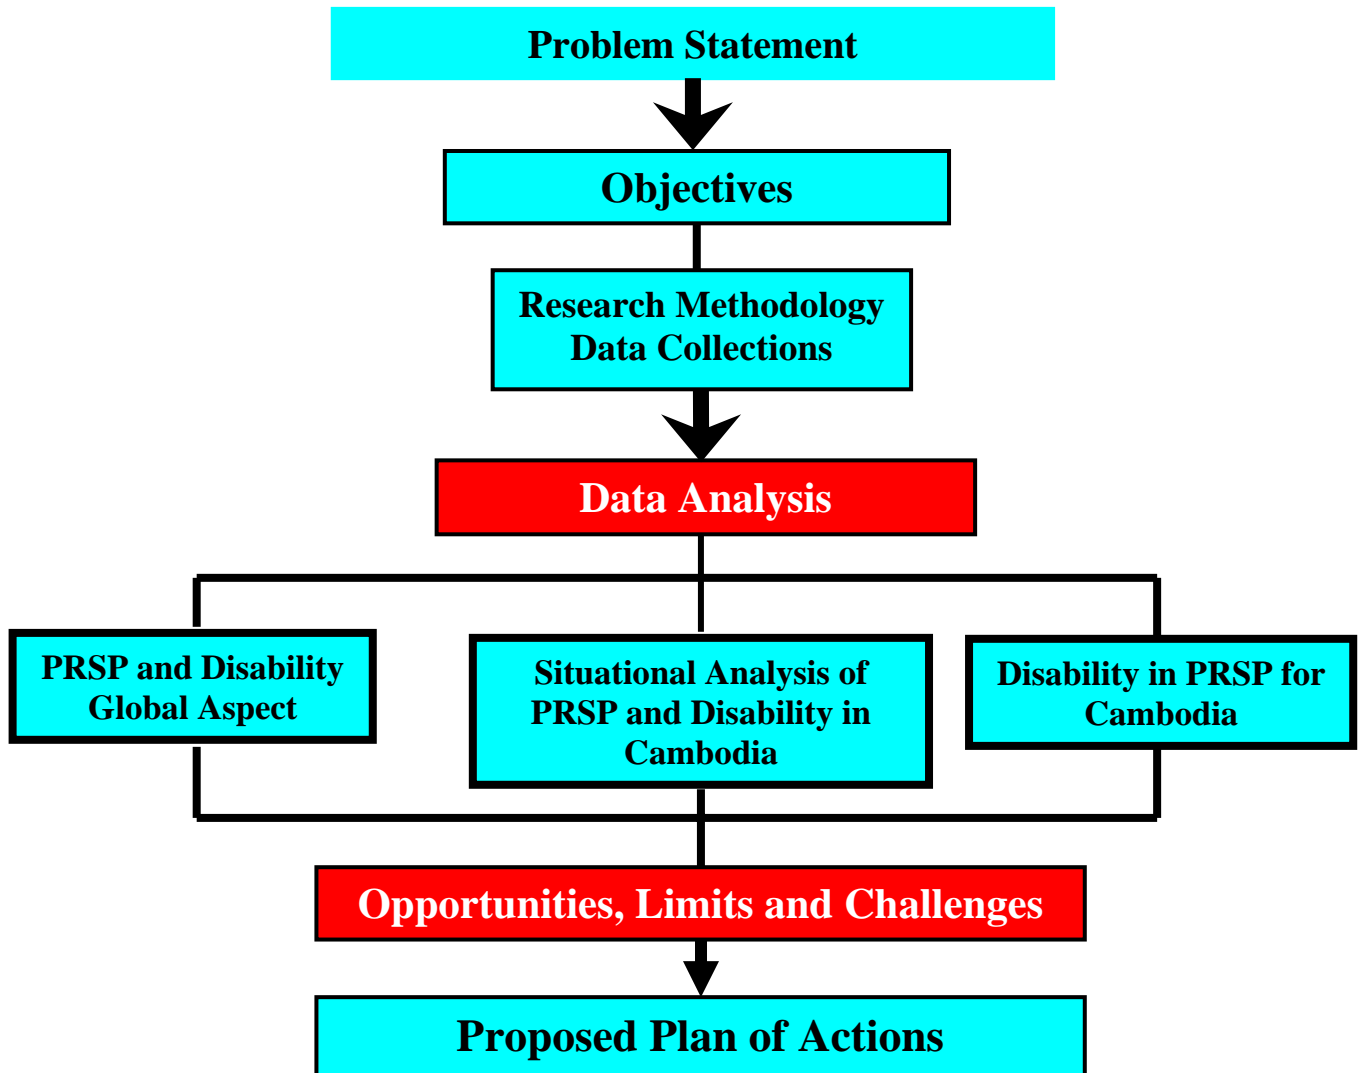 Problem Statement
Objectives
Research Methodology
Data Collections
Data Analysis
PRSP and Disability
Global Aspect
Situational Analysis of
PRSP and Disability in
Cambodia
Disability in PRSP for
Cambodia
Opportunities, Limits and Challenges
Proposed Plan of Actions